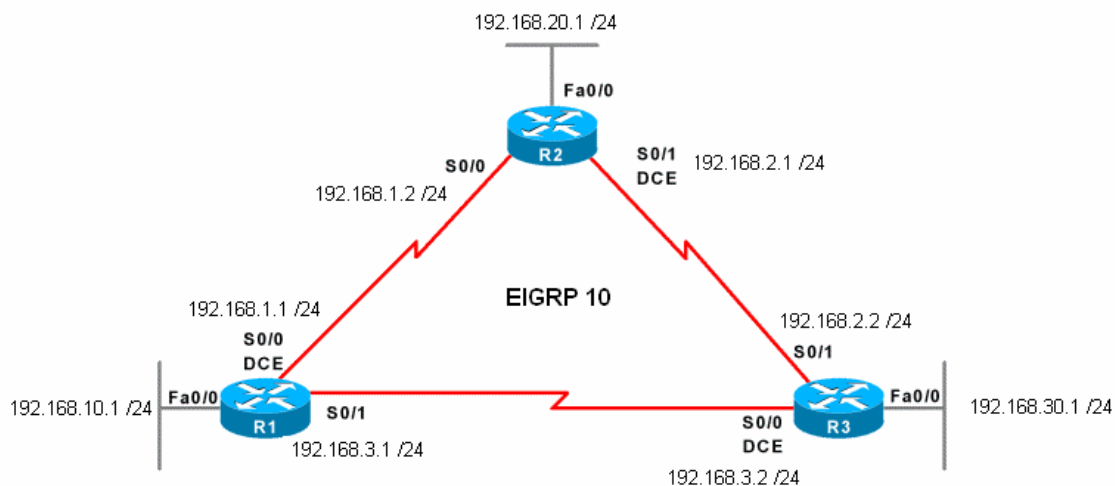 192.168.20.1 /24
Fa0/0
R2
S0/0
S0/1
DCE
192.168.2.1 /24
192.168.1.2 /24
EIGRP 10
192.168.1.1 /24
S0/0
DCE
192.168.2.2 /24
S0/1
192.168.10.1 /24
Fa0/0
R1
S0/1
192.168.3.1 /24
S0/0
DCE
R3
Fa0/0
192.168.30.1 /24
192.168.3.2 /24